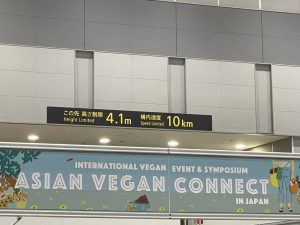 この先 高さ制限 4.1m 構内速度 10km
Height Limited Speed Limited
INTERNATIONAL VEGAN EVENT & SYMPOSIUM
ASIAN VEGAN CONNECT
IN JAPAN